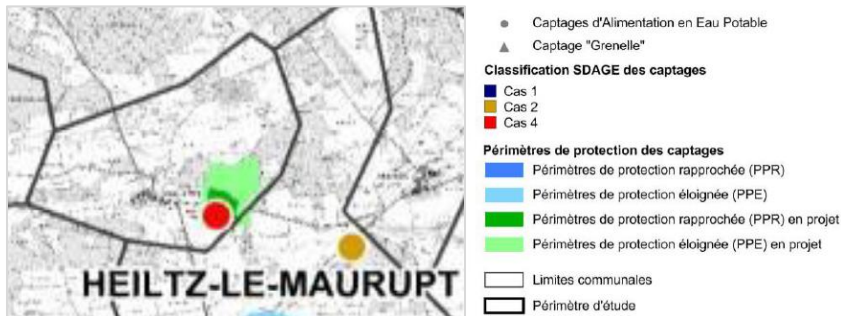 HEILTZ-LE-MAURUPT
Captages d'Alimentation en Eau Potable
Captage "Grenelle"
Classification SDAGE des captages
Cas 1
Cas 2
Cas 4
Périmètres de protection des captages
Périmètres de protection rapprochée (PPR)
Périmètres de protection éloignée (PPE)
Périmètres de protection rapprochée (PPR) en projet
Périmètres de protection éloignée (PPE) en projet
Limites communales
Périmètre d'étude